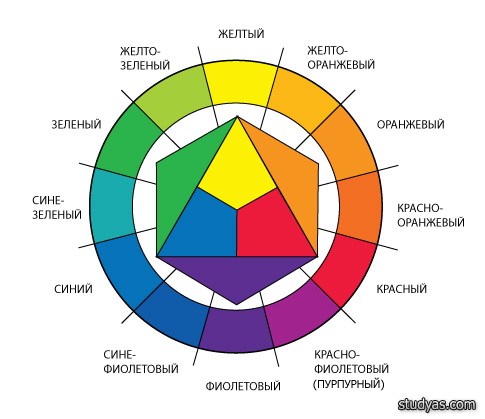 ЖЕЛТЫЙ
ЖЕЛТО-
ОРАНЖЕВЫЙ
ОРАНЖЕВЫЙ
КРАСНО-
ОРАНЖЕВЫЙ
КРАСНЫЙ
КРАСНО-
ФИОЛЕТОВЫЙ
(ПУРПУРНЫЙ)
ФИОЛЕТОВЫЙ
СИНЕ-
ФИОЛЕТОВЫЙ
СИНИЙ
СИНЕ-
ЗЕЛЕНЫЙ
ЗЕЛЕНЫЙ
ЖЕЛТО-
ЗЕЛЕНЫЙ
studyas.com